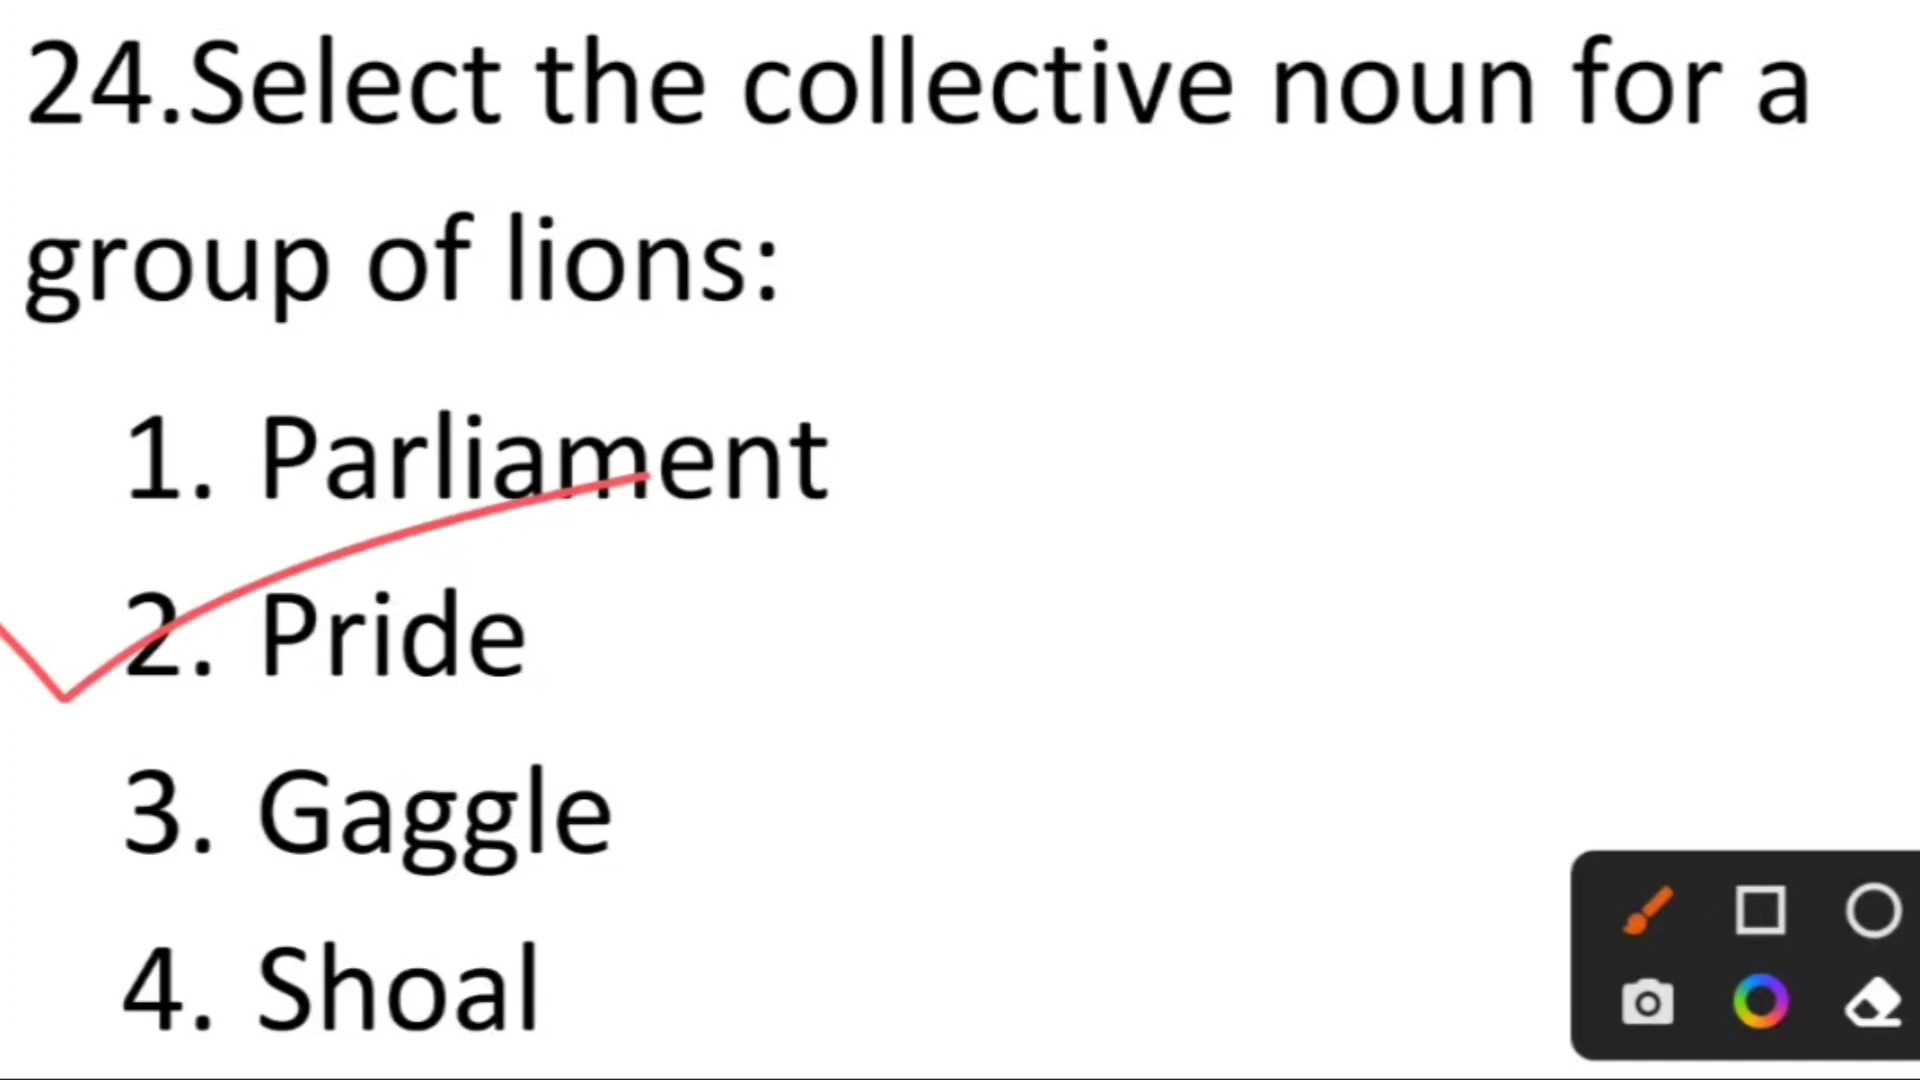 24.Select the collective noun for a
group of lions:
1. Parliament
2. Pride
3. Gaggle
4. Shoal